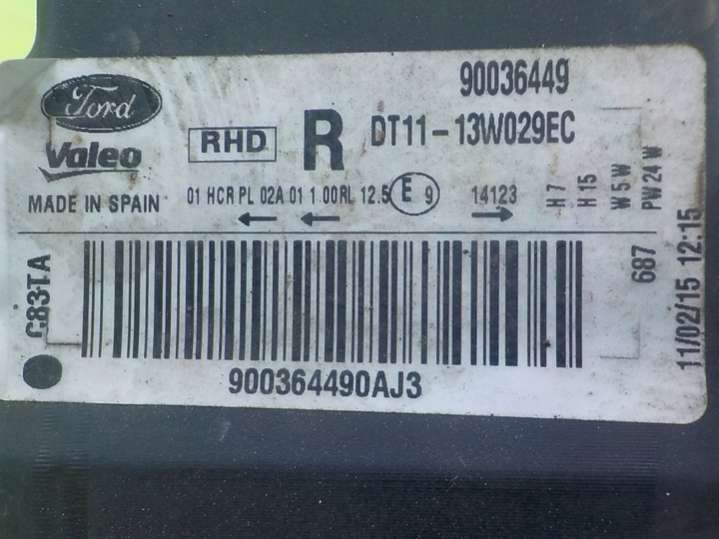 90036449
Ford
Valeo
RHD R DT11-13W029EC
MADE IN SPAIN
01 HCR PL 02A 01 1 00RL 12.5 E 9 14123
H 7
H 15
W 5 W
PW 24 W
687
11/02/15 12:15
900364490AJ3